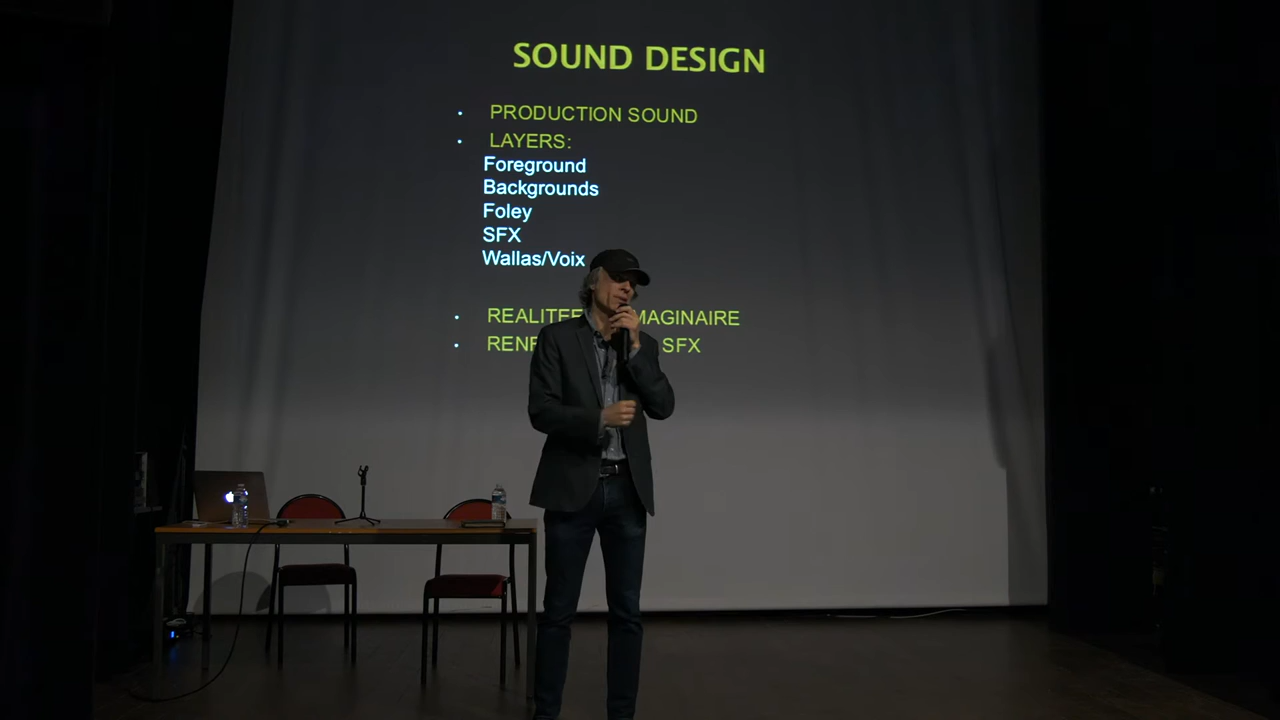 SOUND DESIGN
• PRODUCTION SOUND
• LAYERS:
Foreground
Backgrounds
Foley
SFX
Wallas/Voix
• REALITE
• SFX